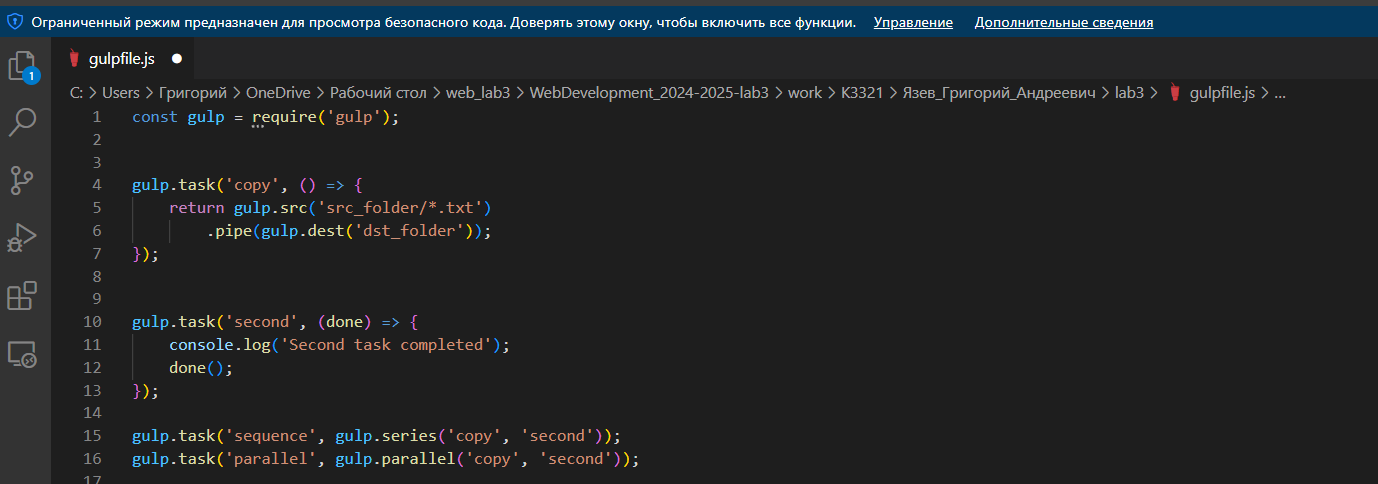 Ограниченный режим предназначен для просмотра безопасного кода. Доверять этому окну, чтобы включить все функции. Управление Дополнительные сведения
gulpfile.js
1
C: > Users > Григорий > OneDrive > Рабочий стол > web_lab3 > WebDevelopment_2024-2025-lab3 > work > K3321 > Язев_Григорий_Андреевич > lab3 > gulpfile.js > ...
1 const gulp = require('gulp');
2
3
4 gulp.task('copy', () => {
5     return gulp.src('src_folder/*.txt')
6         .pipe(gulp.dest('dst_folder'));
7 });
8
9
10 gulp.task('second', (done) => {
11     console.log('Second task completed');
12     done();
13 });
14
15 gulp.task('sequence', gulp.series('copy', 'second'));
16 gulp.task('parallel', gulp.parallel('copy', 'second'));
17